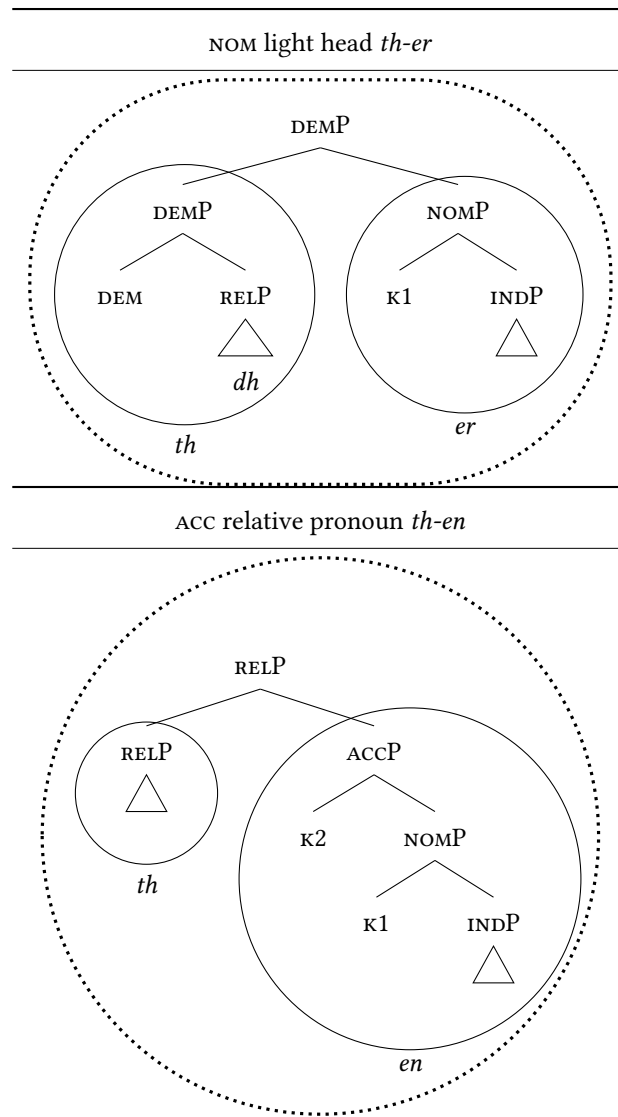 NOM light head th-er
DEMP
DEMP NOMP
DEM RELP K1 INDP
dh
th er
ACC relative pronoun th-en
RELP
RELP ACCP
K2 NOMP
th
K1 INDP
en